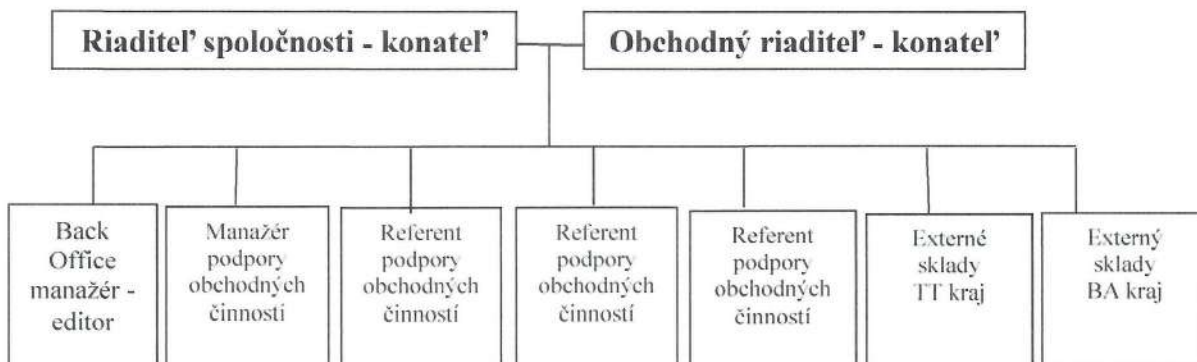 Riaditeľ spoločnosti - konateľ
Obchodný riaditeľ - konateľ
Back
Office
manažér -
editor
Manažér
podpory
obchodných
činností
Referent
podpory
obchodných
činností
Referent
podpory
obchodných
činností
Referent
podpory
obchodných
činností
Externé
sklady
TT kraj
Externý
sklady
BA kraj